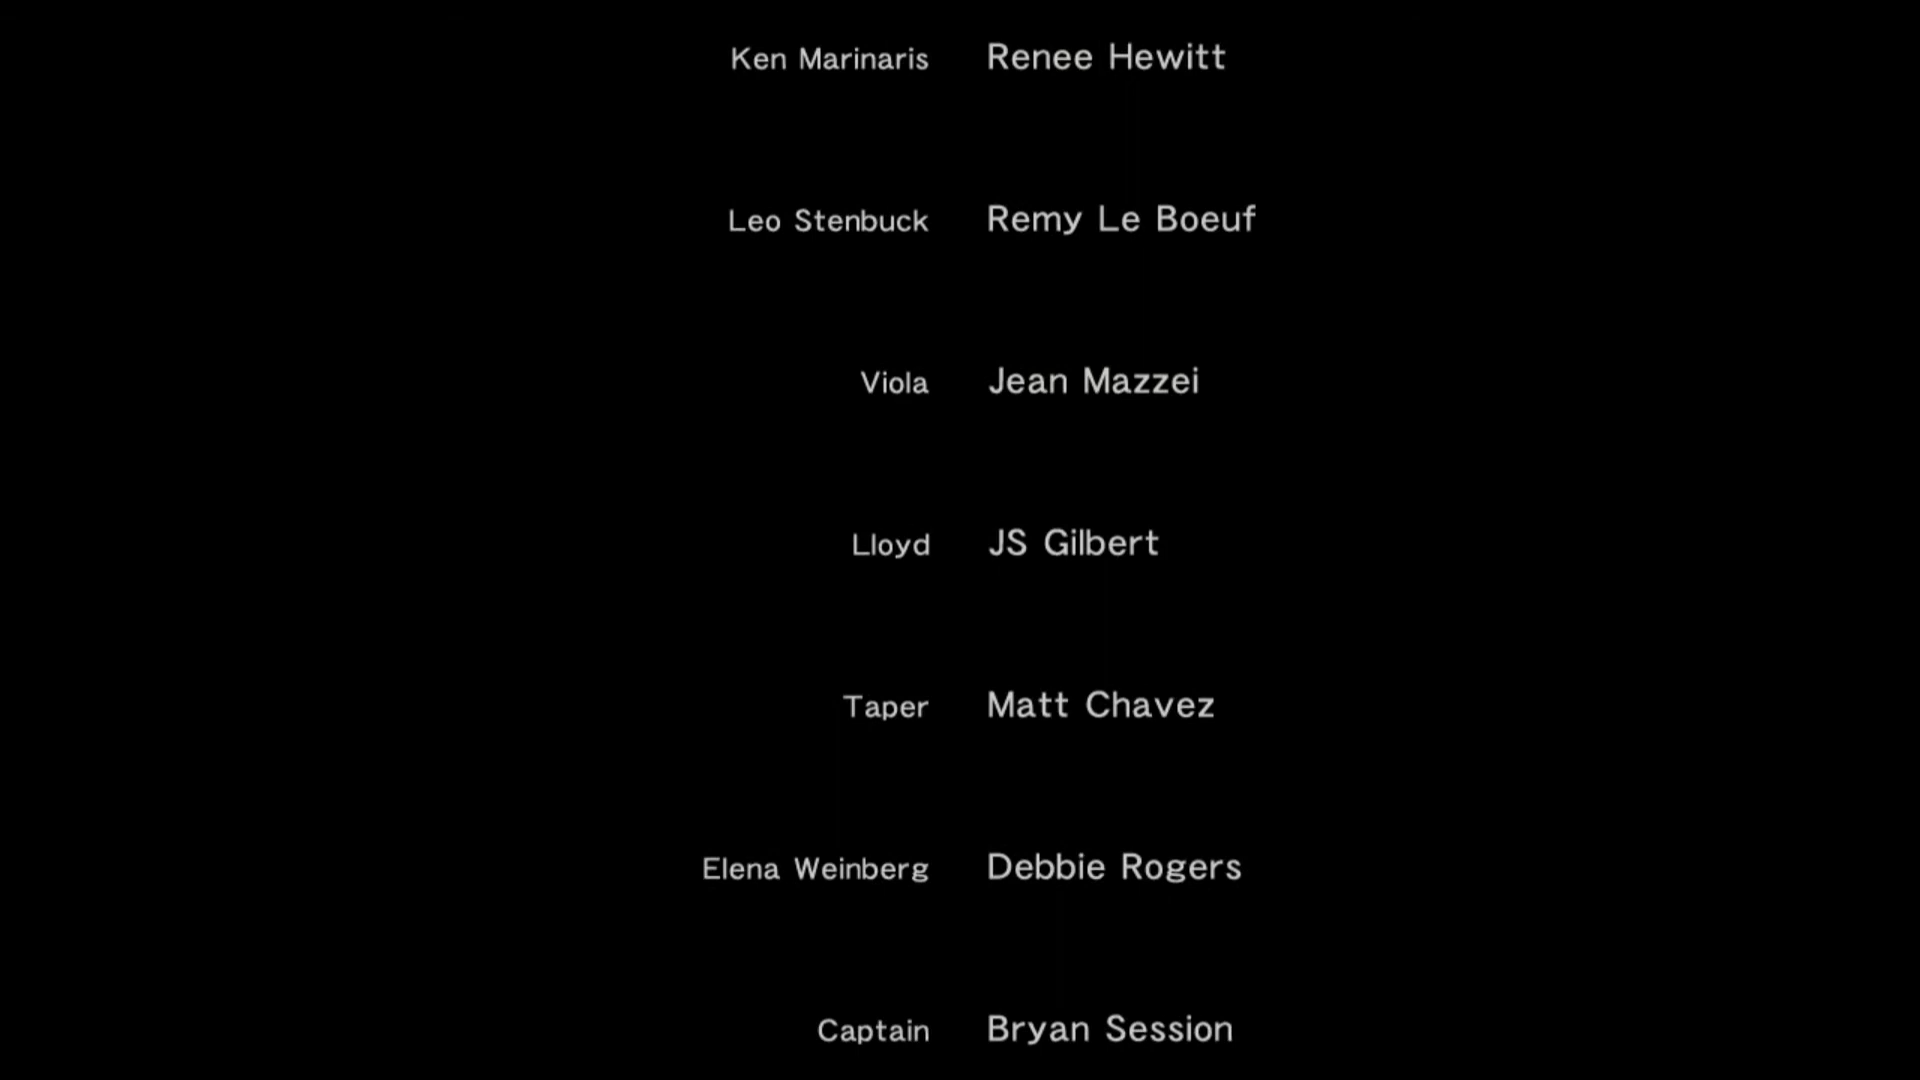 Ken Marinaris Renee Hewitt
Leo Stenbuck Remy Le Boeuf
Viola Jean Mazzei
Lloyd JS Gilbert
Taper Matt Chavez
Elena Weinberg Debbie Rogers
Captain Bryan Session